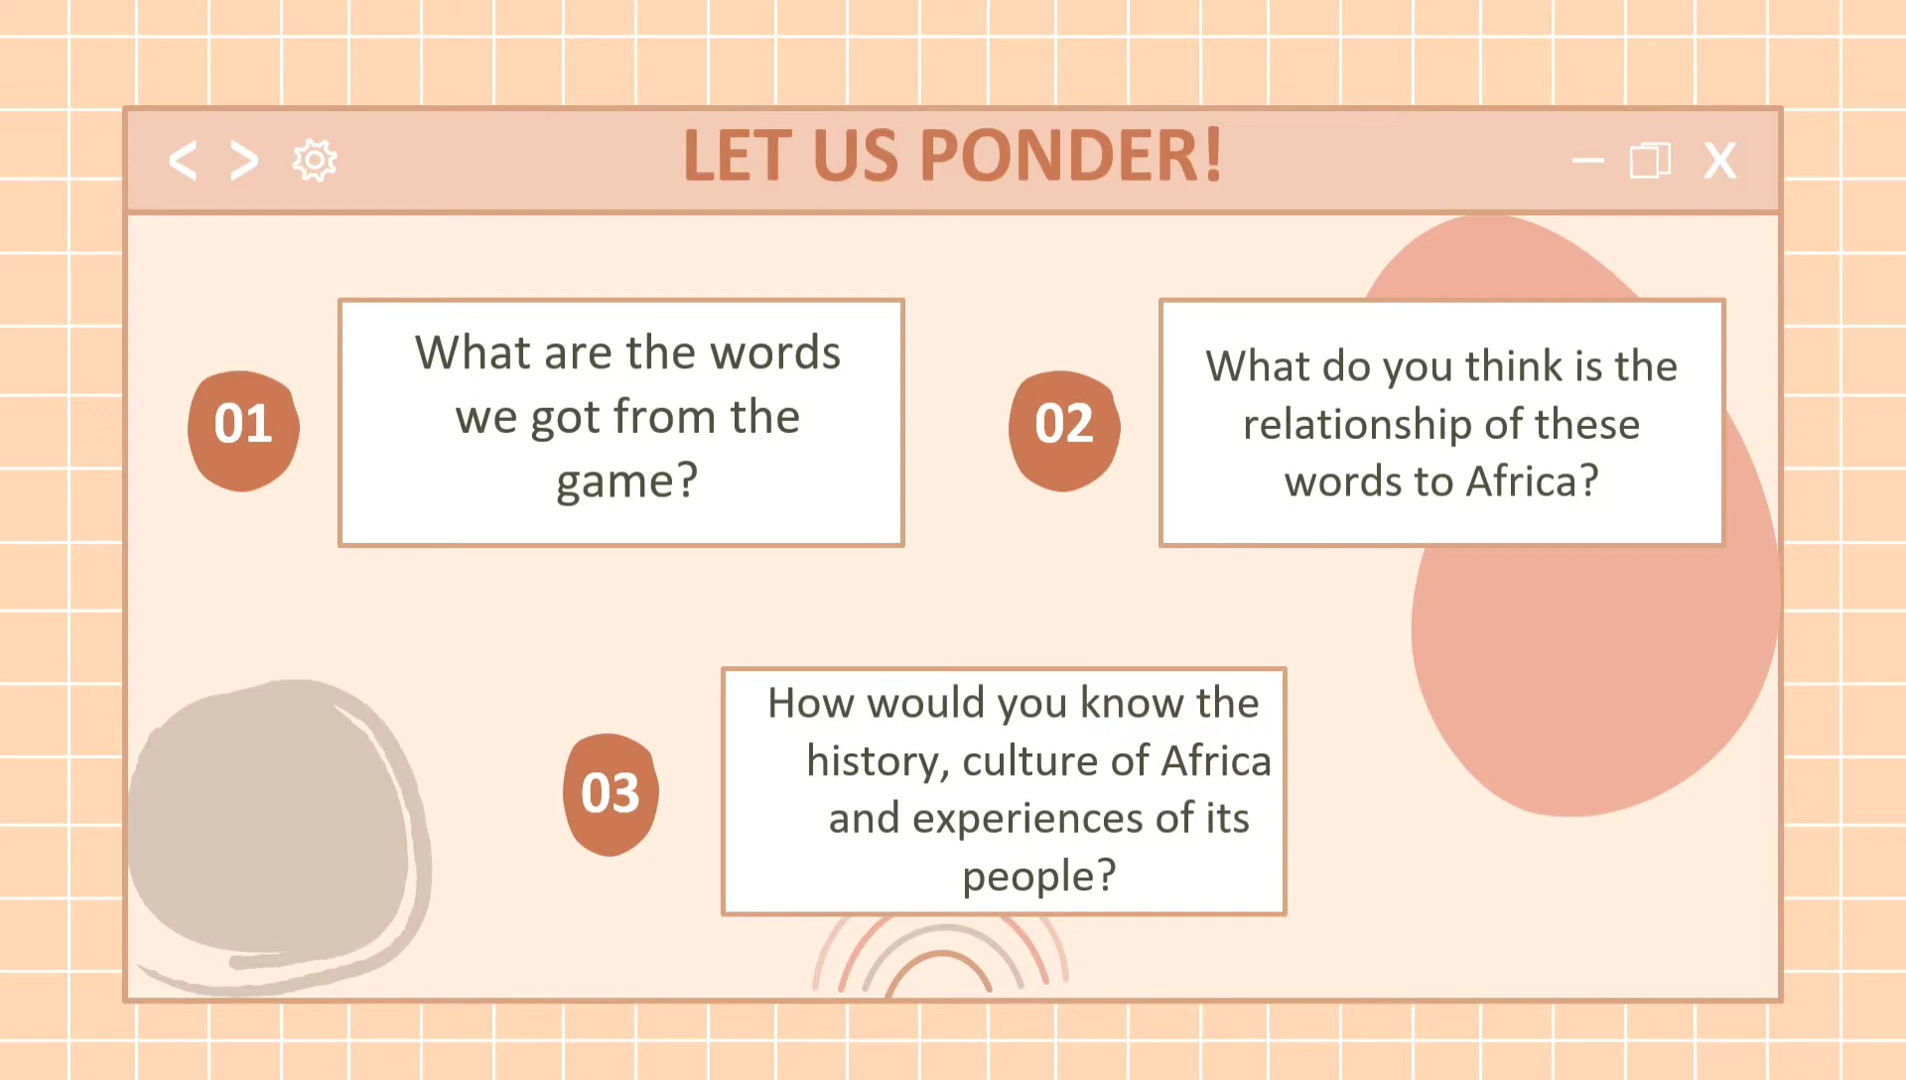 LET US PONDER!
X
01
What are the words
we got from the
game?
02
What do you think is the
relationship of these
words to Africa?
03
How would you know the
history, culture of Africa
and experiences of its
people?